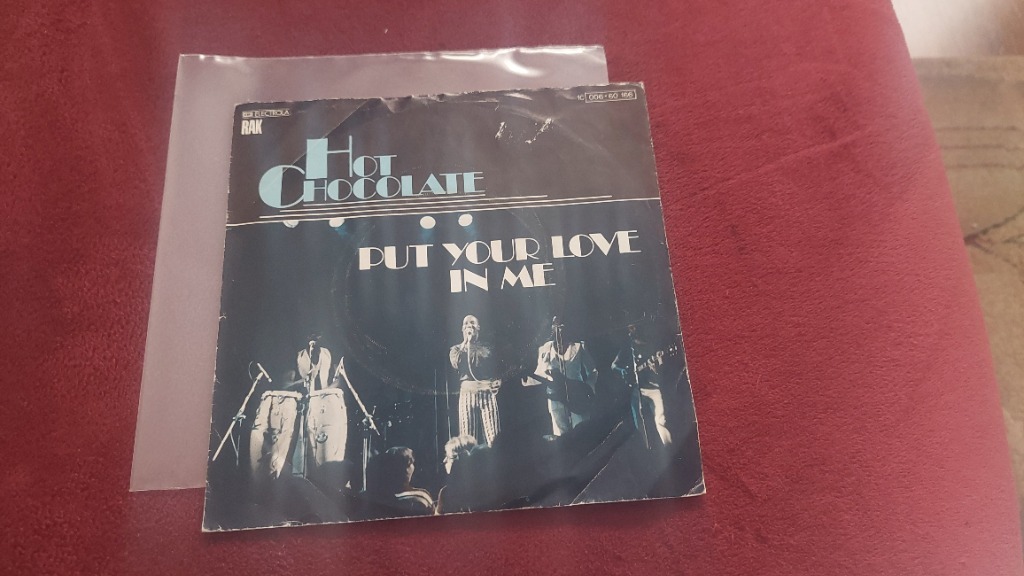 EMI ELECTROLA
RAK
1C 006-60 166
HOT
CHOCOLATE
PUT YOUR LOVE
IN ME